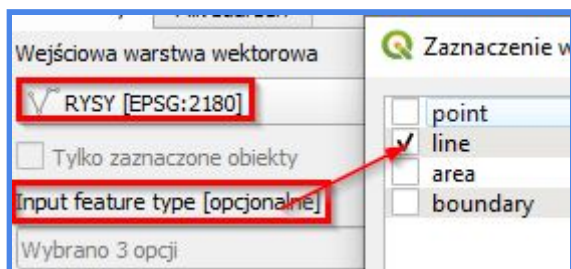 Wejściowa warstwa wektorowa
RYSY [EPSG:2180]
Tylko zaznaczone obiekty
Input feature type [opcjonalne]
Wybrano 3 opcji
Zaznaczenie
point
line
area
boundary